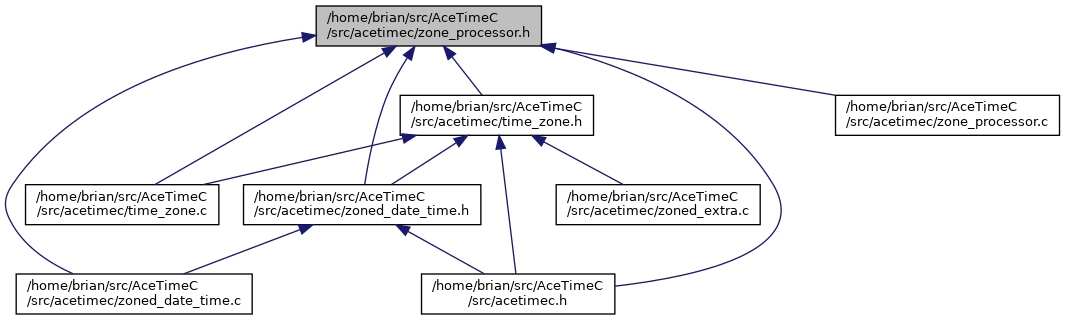 /home/brian/src/AceTimeC
/src/acetimec/zone_processor.h
/home/brian/src/AceTimeC
/src/acetimec/time_zone.h
/home/brian/src/AceTimeC
/src/acetimec/zone_processor.c
/home/brian/src/AceTimeC
/src/acetimec/time_zone.c
/home/brian/src/AceTimeC
/src/acetimec/zoned_date_time.h
/home/brian/src/AceTimeC
/src/acetimec/zoned_extra.c
/home/brian/src/AceTimeC
/src/acetimec/zoned_date_time.c
/home/brian/src/AceTimeC
/src/acetimec.h